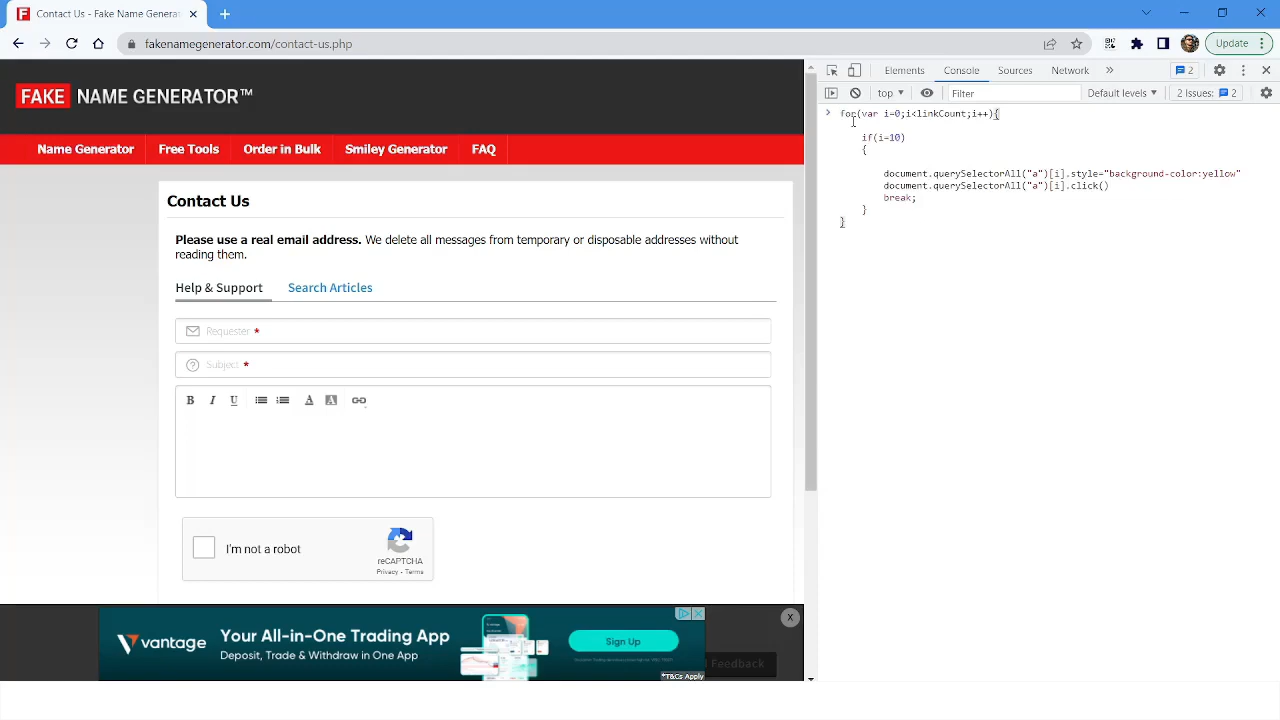 Contact Us - Fake Name Generat
fakenamegenerator.com/contact-us.php
Update
FAKE NAME GENERATOR™
Name Generator Free Tools Order in Bulk Smiley Generator FAQ
Contact Us
Please use a real email address. We delete all messages from temporary or disposable addresses without
reading them.
Help & Support Search Articles
Requester *
Subject *
B I U A A
I'm not a robot
reCAPTCHA
Privacy - Terms
vantage
Your All-in-One Trading App
Deposit, Trade & Withdraw in One App
Sign Up
*T&Cs Apply
Feedback
X
Elements Console Sources Network » 2
top Filter Default levels 2 Issues: 2
for(var i=0;i<linkCount;i++){
if(i=10)
{
document.querySelectorAll("a")[i].style="background-color:yellow"
document.querySelectorAll("a")[i].click()
break;
}
}